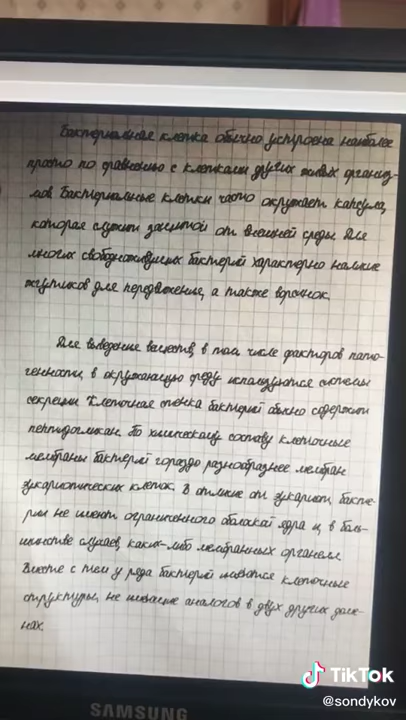 Бактериальная клетка обычно устроена наиболее
просто по сравнению с клетками других живых организ-
мов. Бактериальные клетки часто окружает капсула,
которая служит защитой от внешней среды. Для
многих свободноживущих бактерий характерно наличие
жгутиков для передвижения, а также ворсинок.
Для выведения веществ, в том числе факторов пато-
генности, в окружающую среду используются системы
секреции. Клеточная стенка бактерий обычно содержит
пептидогликан. По химическому составу клеточные
мембраны бактерий гораздо разнообразнее мембран
эукариотических клеток. В отличие от эукариот, бакте-
рии не имеют ограниченного оболочкой ядра и, в боль-
шинстве случаев, каких-либо мембранных органелл.
Вместе с тем у ряда бактерий имеются клеточные
структуры, не имеющие аналогов в двух других доме-
нах.
TikTok
@sondykov
SAMSUNG